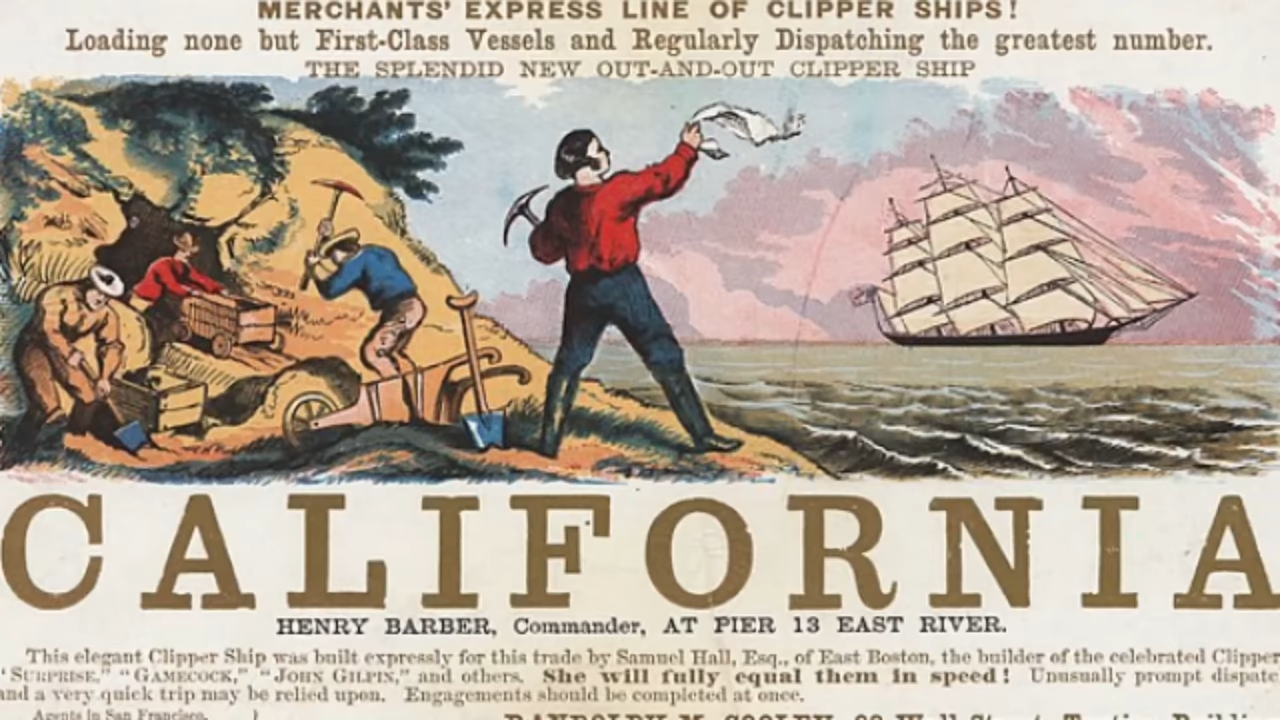 MERCHANTS' EXPRESS LINE OF CLIPPER SHIPS!
Loading none but First-Class Vessels and Regularly Dispatching the greatest number.
THE SPLENDID NEW OUT-AND-OUT CLIPPER SHIP
CALIFORNIA
HENRY BARBER, Commander, AT PIER 13 EAST RIVER.
This elegant Clipper Ship was built expressly for this trade by Samuel Hall, Esq., of East Boston, the builder of the celebrated Clipper
"SURPRISE," "GAMECOCK," "JOHN GILPIN," and others. She will fully equal them in speed! Unusually prompt dispatc
and a very quick trip may be relied upon. Engagements should be completed at once.
Agents in San Francisco,